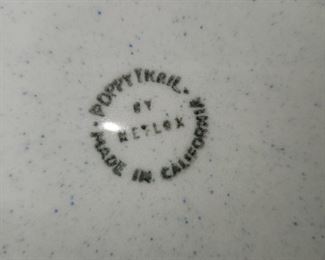 · POPPYTRAIL ·
BY
METLOX
MADE IN CALIFORNIA